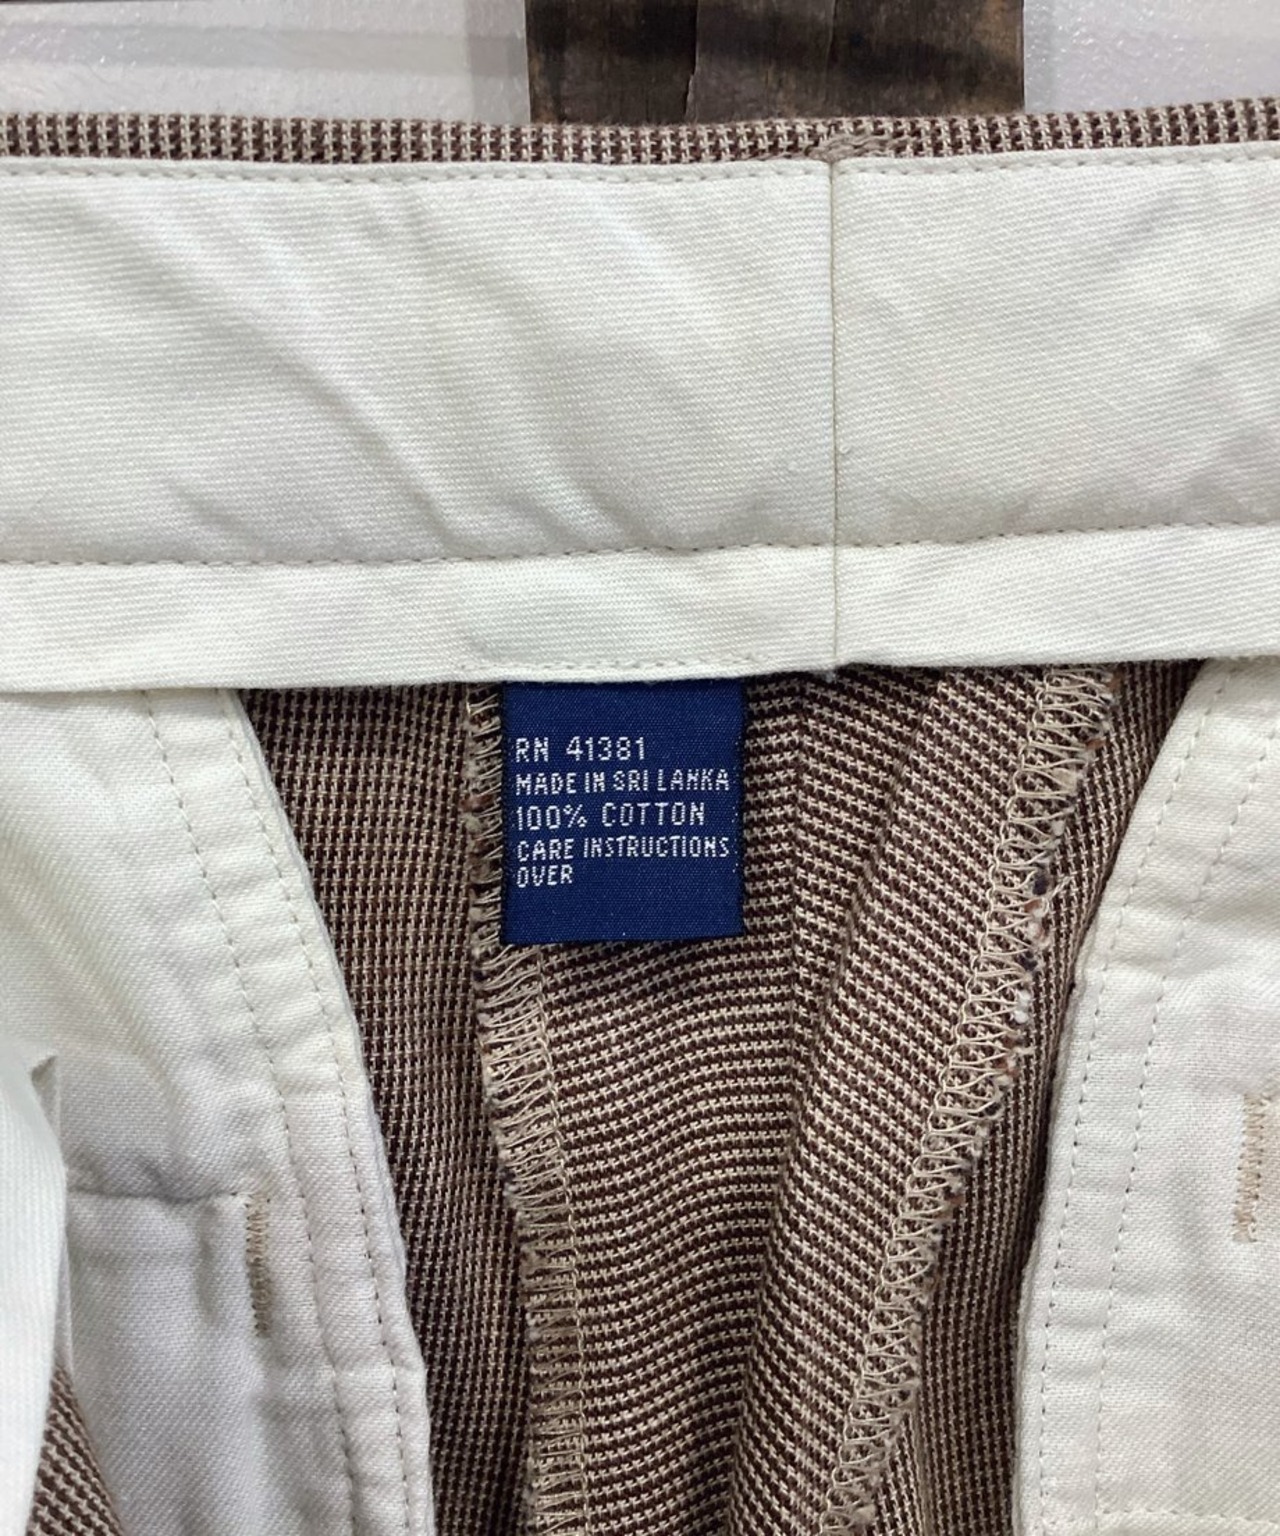 RN 41381
MADE IN SRI LANKA
100% COTTON
CARE INSTRUCTIONS
OVER